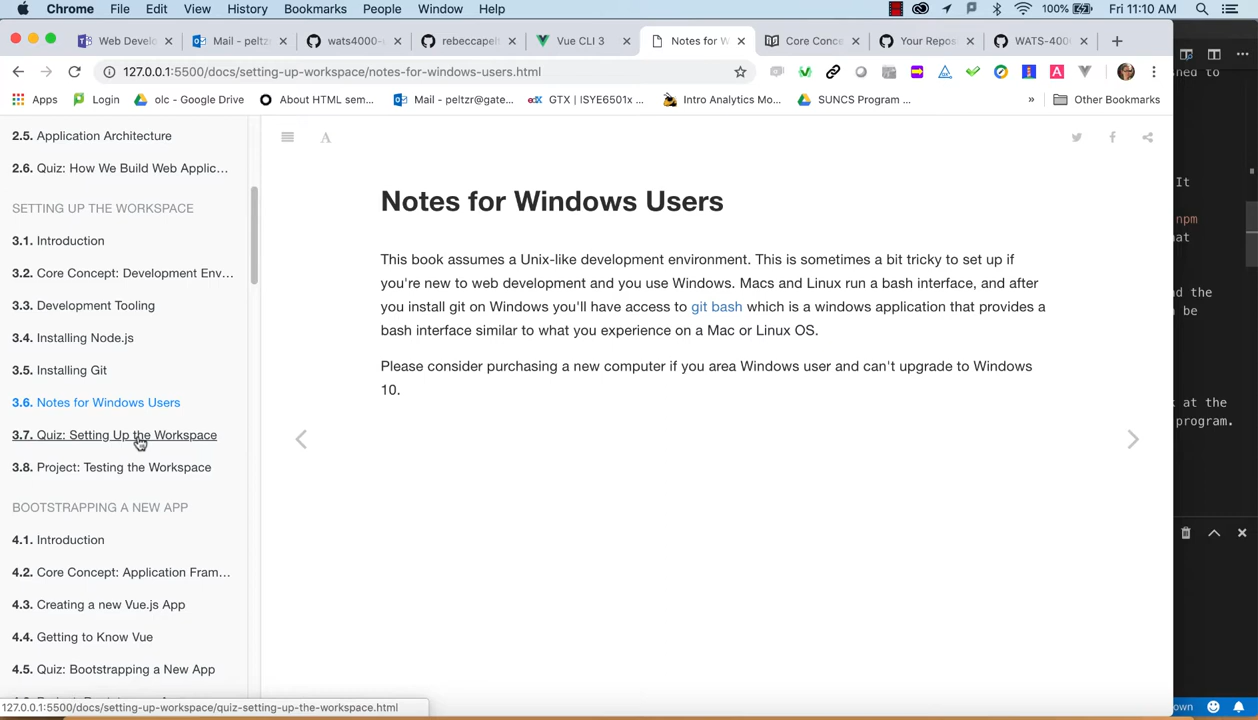 Chrome File Edit View History Bookmarks People Window Help 100% Fri 11:10 AM
Web Develo Mail - peltz wats4000- rebeccapel Vue CLI 3 Notes for W Core Conce Your Repos WATS-400
127.0.0.1:5500/docs/setting-up-workspace/notes-for-windows-users.html
Apps Login olc - Google Drive About HTML sem... Mail - peltzr@gate... GTX | ISYE6501x ... Intro Analytics Mo... SUNCS Program ... » Other Bookmarks
2.5. Application Architecture
2.6. Quiz: How We Build Web Applic...
SETTING UP THE WORKSPACE
3.1. Introduction
3.2. Core Concept: Development Env...
3.3. Development Tooling
3.4. Installing Node.js
3.5. Installing Git
3.6. Notes for Windows Users
3.7. Quiz: Setting Up the Workspace
3.8. Project: Testing the Workspace
BOOTSTRAPPING A NEW APP
4.1. Introduction
4.2. Core Concept: Application Fram...
4.3. Creating a new Vue.js App
4.4. Getting to Know Vue
4.5. Quiz: Bootstrapping a New App
127.0.0.1:5500/docs/setting-up-workspace/quiz-setting-up-the-workspace.html
A
Notes for Windows Users
This book assumes a Unix-like development environment. This is sometimes a bit tricky to set up if
you're new to web development and you use Windows. Macs and Linux run a bash interface, and after
you install git on Windows you'll have access to git bash which is a windows application that provides a
bash interface similar to what you experience on a Mac or Linux OS.
Please consider purchasing a new computer if you area Windows user and can't upgrade to Windows
10.
ned to
It
npm
hat
nd the
be
k at the
program.
own